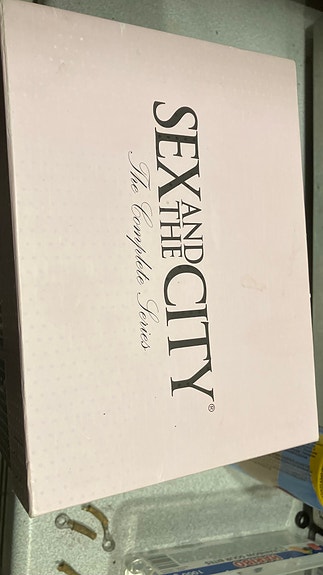 SEX AND THE CITY®
The Complete Series